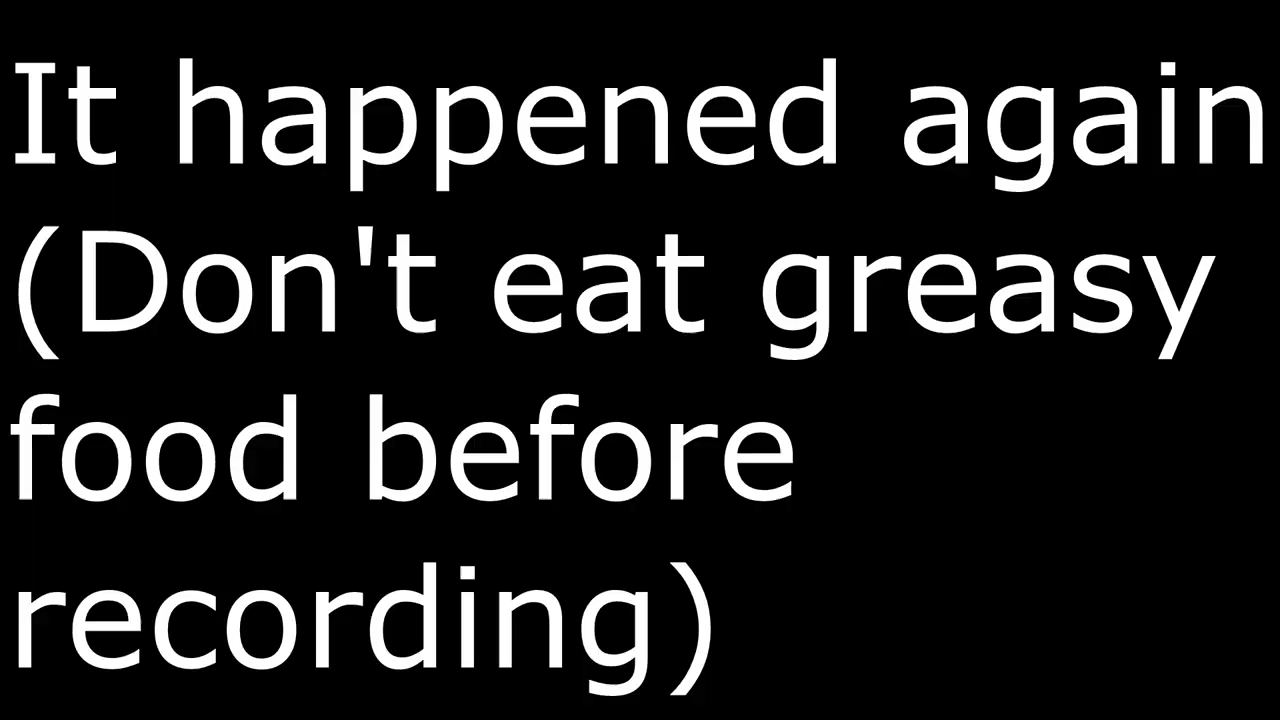 It happened again
(Don't eat greasy
food before
recording)